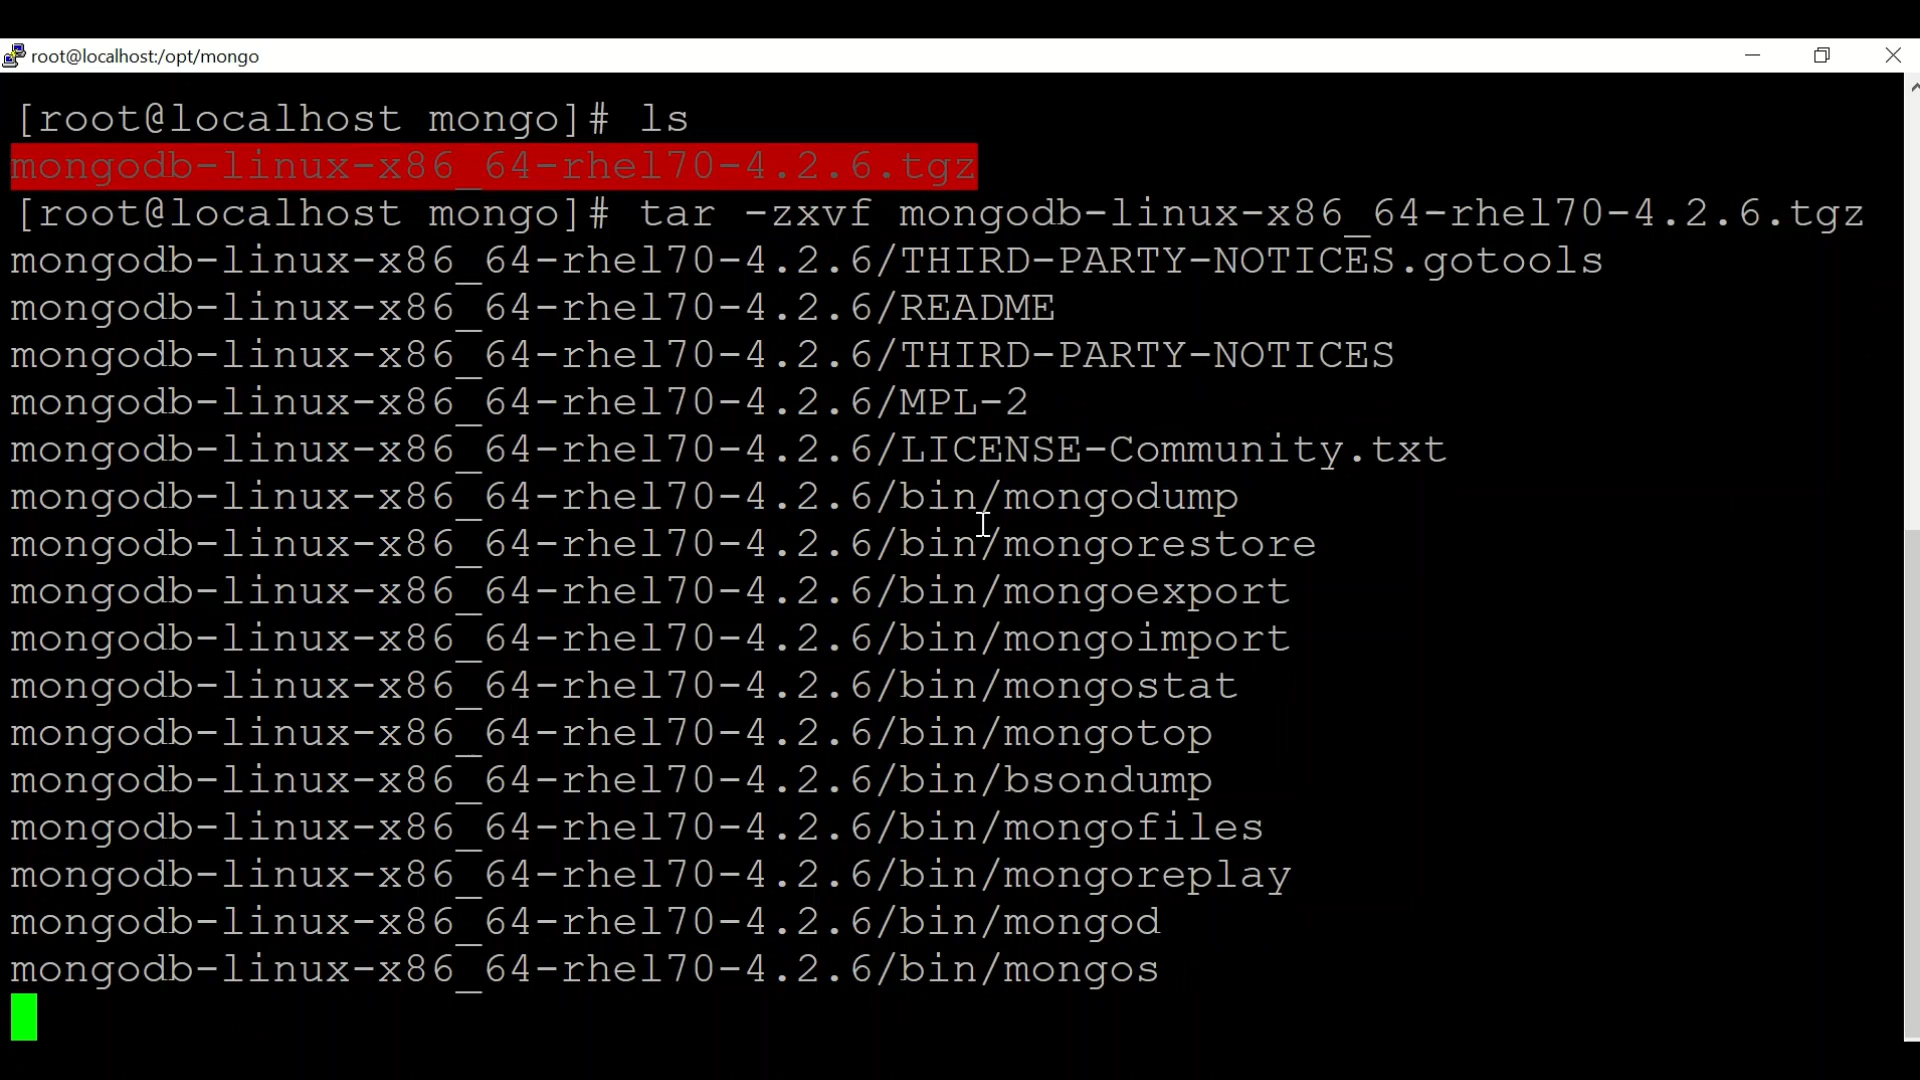 root@localhost:/opt/mongo
[root@localhost mongo]# ls
mongodb-linux-x86_64-rhel70-4.2.6.tgz
[root@localhost mongo]# tar -zxvf mongodb-linux-x86_64-rhel70-4.2.6.tgz
mongodb-linux-x86_64-rhel70-4.2.6/THIRD-PARTY-NOTICES.gotools
mongodb-linux-x86_64-rhel70-4.2.6/README
mongodb-linux-x86_64-rhel70-4.2.6/THIRD-PARTY-NOTICES
mongodb-linux-x86_64-rhel70-4.2.6/MPL-2
mongodb-linux-x86_64-rhel70-4.2.6/LICENSE-Community.txt
mongodb-linux-x86_64-rhel70-4.2.6/bin/mongodump
mongodb-linux-x86_64-rhel70-4.2.6/bin/mongorestore
mongodb-linux-x86_64-rhel70-4.2.6/bin/mongoexport
mongodb-linux-x86_64-rhel70-4.2.6/bin/mongoimport
mongodb-linux-x86_64-rhel70-4.2.6/bin/mongostat
mongodb-linux-x86_64-rhel70-4.2.6/bin/mongotop
mongodb-linux-x86_64-rhel70-4.2.6/bin/bsondump
mongodb-linux-x86_64-rhel70-4.2.6/bin/mongofiles
mongodb-linux-x86_64-rhel70-4.2.6/bin/mongoreplay
mongodb-linux-x86_64-rhel70-4.2.6/bin/mongod
mongodb-linux-x86_64-rhel70-4.2.6/bin/mongos